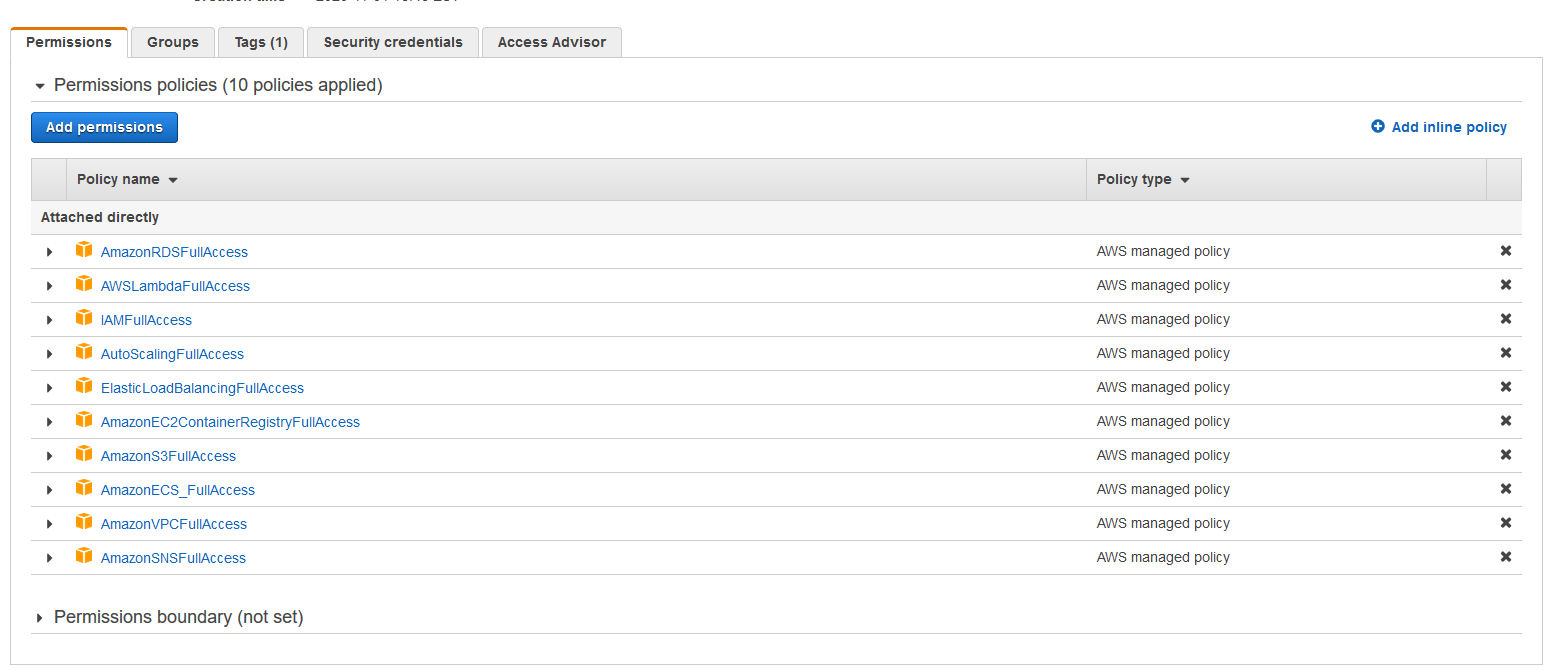 Permissions Groups Tags (1) Security credentials Access Advisor
Permissions policies (10 policies applied)
Add permissions Add inline policy
Policy name Policy type
Attached directly
AmazonRDSFullAccess AWS managed policy
AWSLambdaFullAccess AWS managed policy
IAMFullAccess AWS managed policy
AutoScalingFullAccess AWS managed policy
ElasticLoadBalancingFullAccess AWS managed policy
AmazonEC2ContainerRegistryFullAccess AWS managed policy
AmazonS3FullAccess AWS managed policy
AmazonECS_FullAccess AWS managed policy
AmazonVPCFullAccess AWS managed policy
AmazonSNSFullAccess AWS managed policy
Permissions boundary (not set)